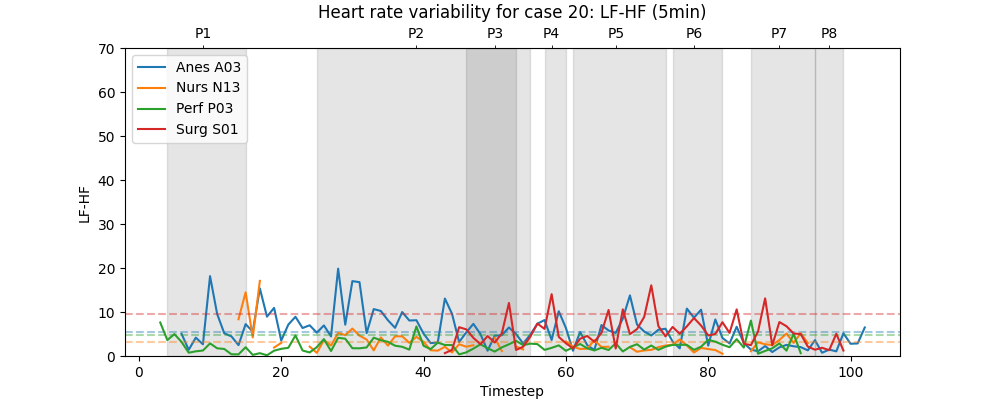 Heart rate variability for case 20: LF-HF (5min)
P1 P2 P3 P4 P5 P6 P7 P8
70
60
50
40
30
20
10
0
LF-HF
Anes A03
Nurs N13
Perf P03
Surg S01
0 20 40 60 80 100
Timestep